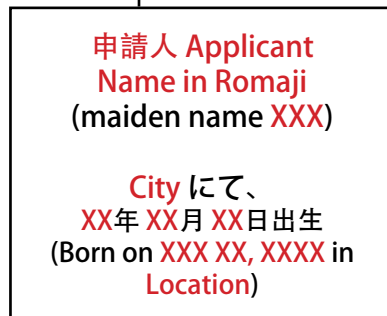 申請人 Applicant
Name in Romaji
(maiden name XXX)
City にて、
XX年 XX月 XX日出生
(Born on XXX XX, XXXX in
Location)